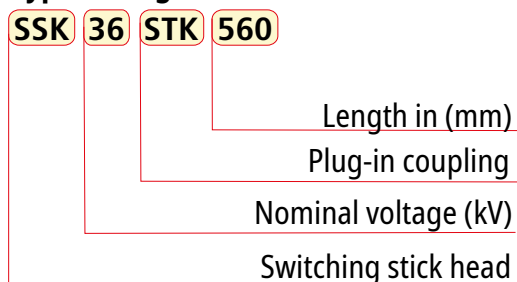 SSK 36 STK 560
Length in (mm)
Plug-in coupling
Nominal voltage (kV)
Switching stick head